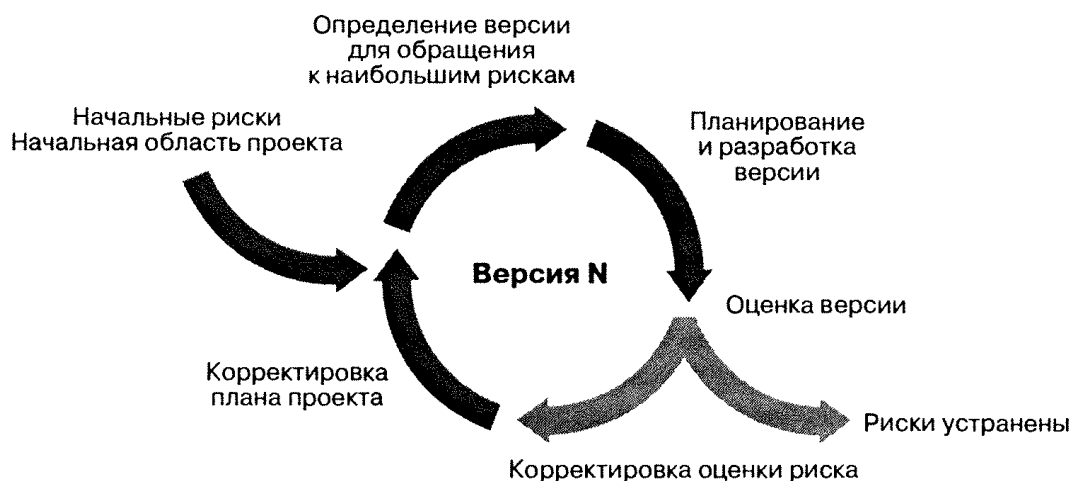 Определение версии
для обращения
к наибольшим рискам
Начальные риски
Начальная область проекта
Планирование
и разработка
версии
Версия N
Оценка версии
Корректировка
плана проекта
Риски устранены
Корректировка оценки риска